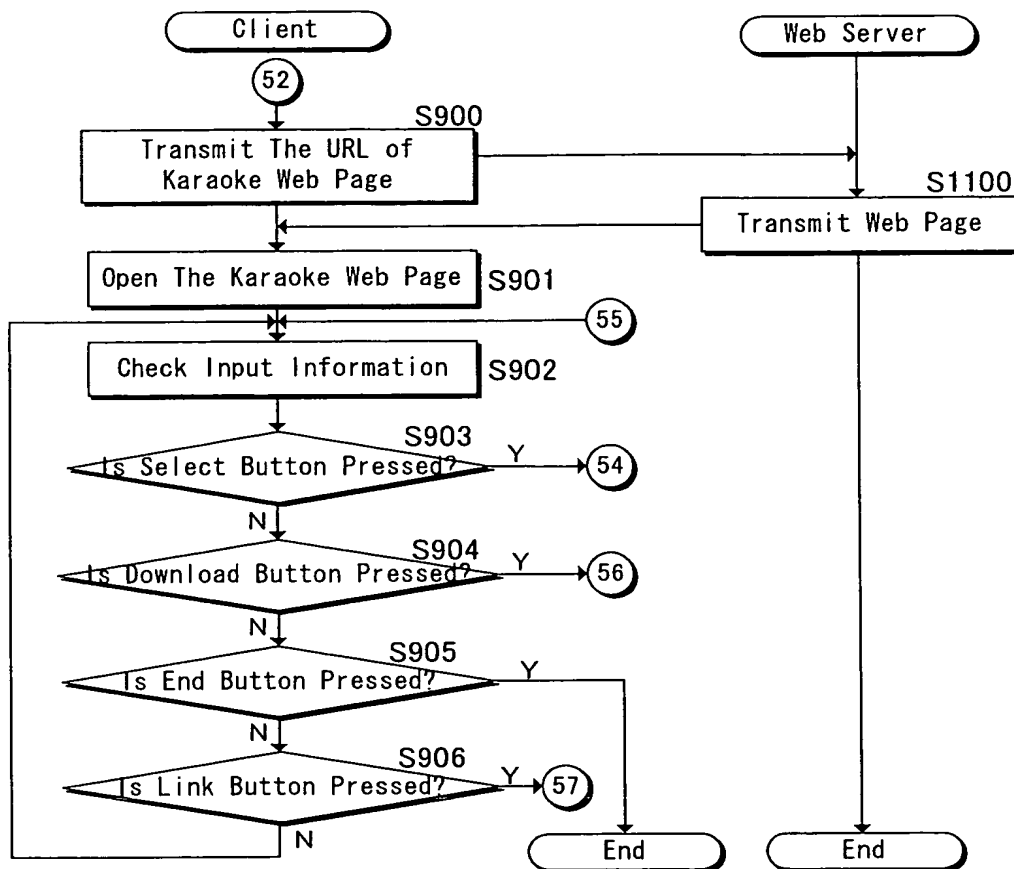 Client
Web Server
52
S900
Transmit The URL of
Karaoke Web Page
S1100
Transmit Web Page
Open The Karaoke Web Page
S901
55
Check Input Information
S902
S903
Is Select Button Pressed?
Y
54
N
S904
Is Download Button Pressed?
Y
56
N
S905
Is End Button Pressed?
Y
N
S906
Is Link Button Pressed?
Y
57
N
End
End